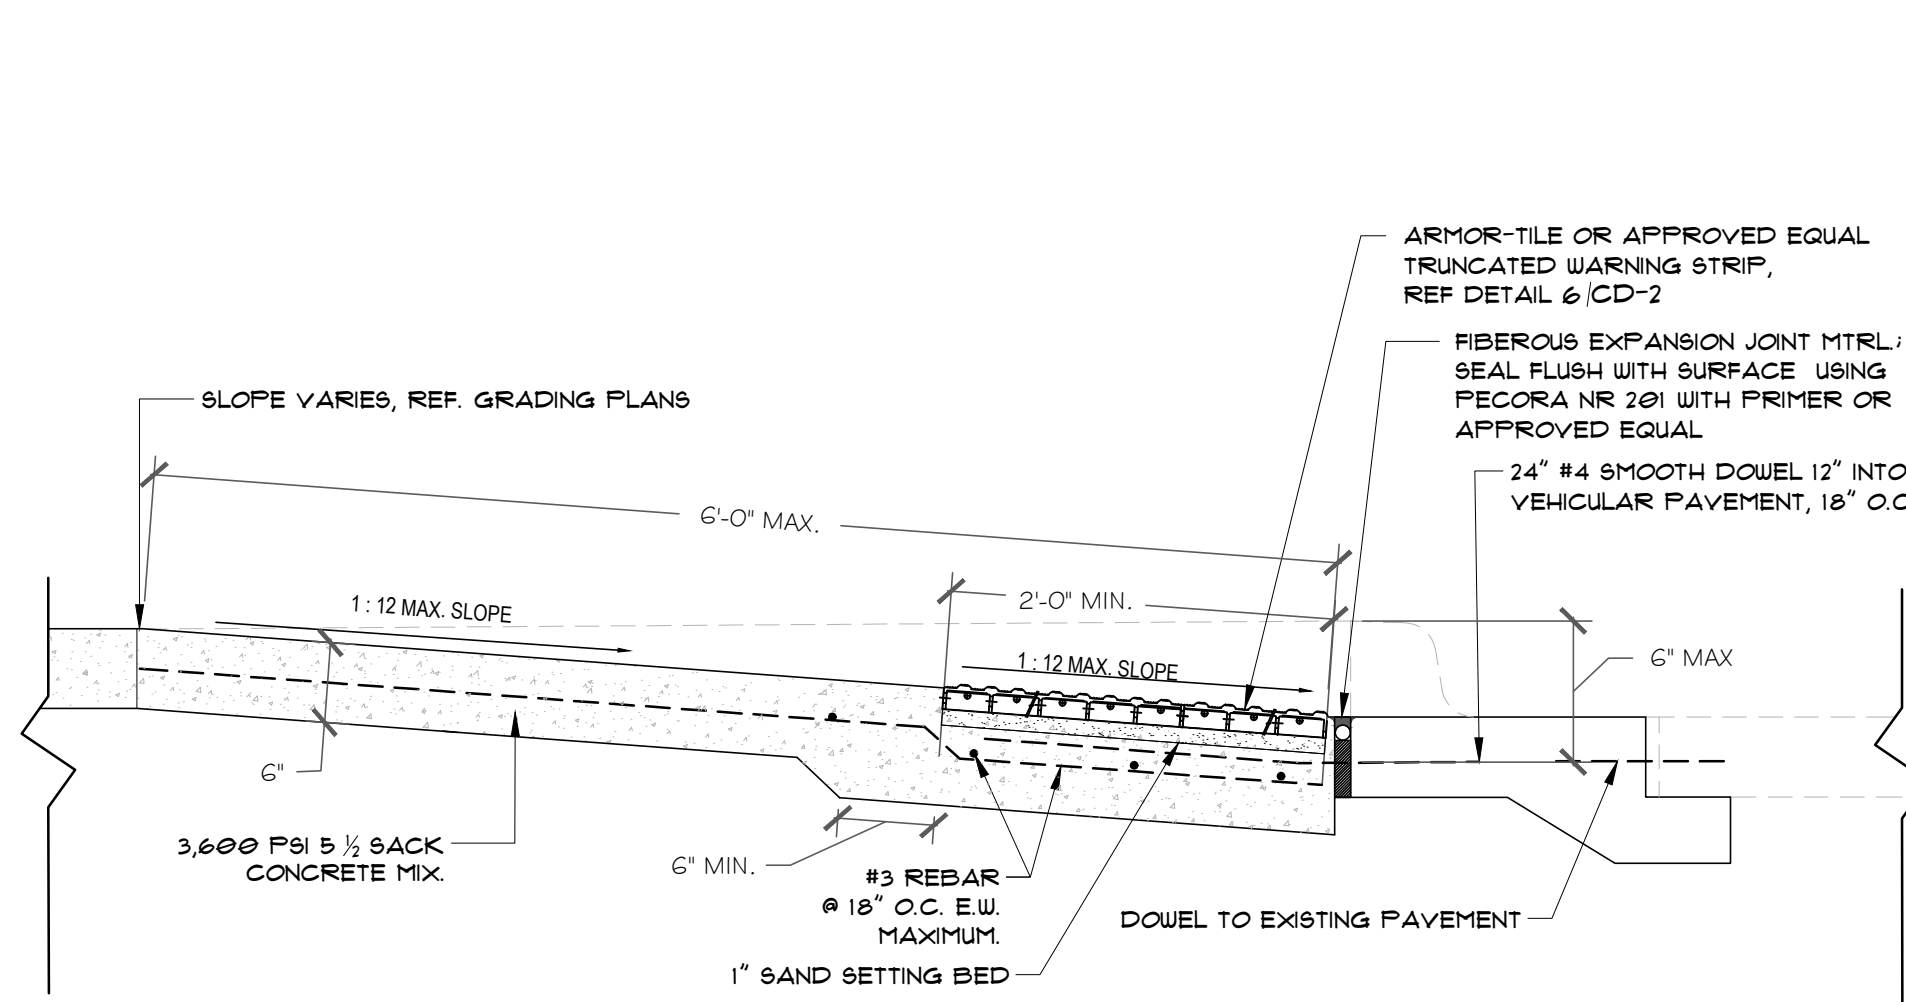 ARMOR-TILE OR APPROVED EQUAL
TRUNCATED WARNING STRIP,
REF DETAIL 6/CD-2
FIBEROUS EXPANSION JOINT MTRL.;
SEAL FLUSH WITH SURFACE USING
PECORA NR 201 WITH PRIMER OR
APPROVED EQUAL
SLOPE VARIES, REF. GRADING PLANS
24" #4 SMOOTH DOWEL 12" INTO
VEHICULAR PAVEMENT, 18" O.C
6'-0" MAX.
2'-0" MIN.
1 : 12 MAX. SLOPE
1 : 12 MAX. SLOPE
6" MAX
6"
3,600 PSI 5 ½ SACK
CONCRETE MIX.
6" MIN.
#3 REBAR
@ 18" O.C. E.W.
MAXIMUM.
DOWEL TO EXISTING PAVEMENT
1" SAND SETTING BED